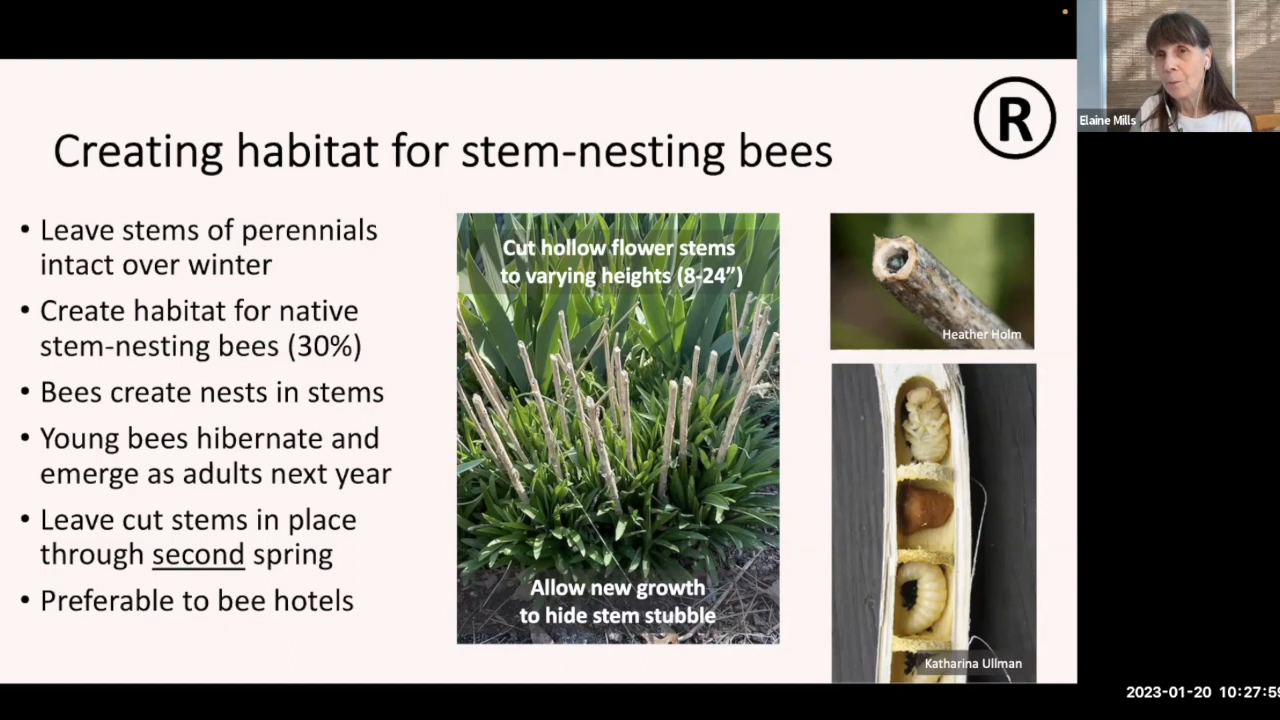 Elaine Mills
R
Creating habitat for stem-nesting bees
• Leave stems of perennials
intact over winter
• Create habitat for native
stem-nesting bees (30%)
• Bees create nests in stems
• Young bees hibernate and
emerge as adults next year
• Leave cut stems in place
through second spring
• Preferable to bee hotels
Cut hollow flower stems
to varying heights (8-24”)
Allow new growth
to hide stem stubble
Heather Holm
Katharina Ullman
2023-01-20 10:27:59